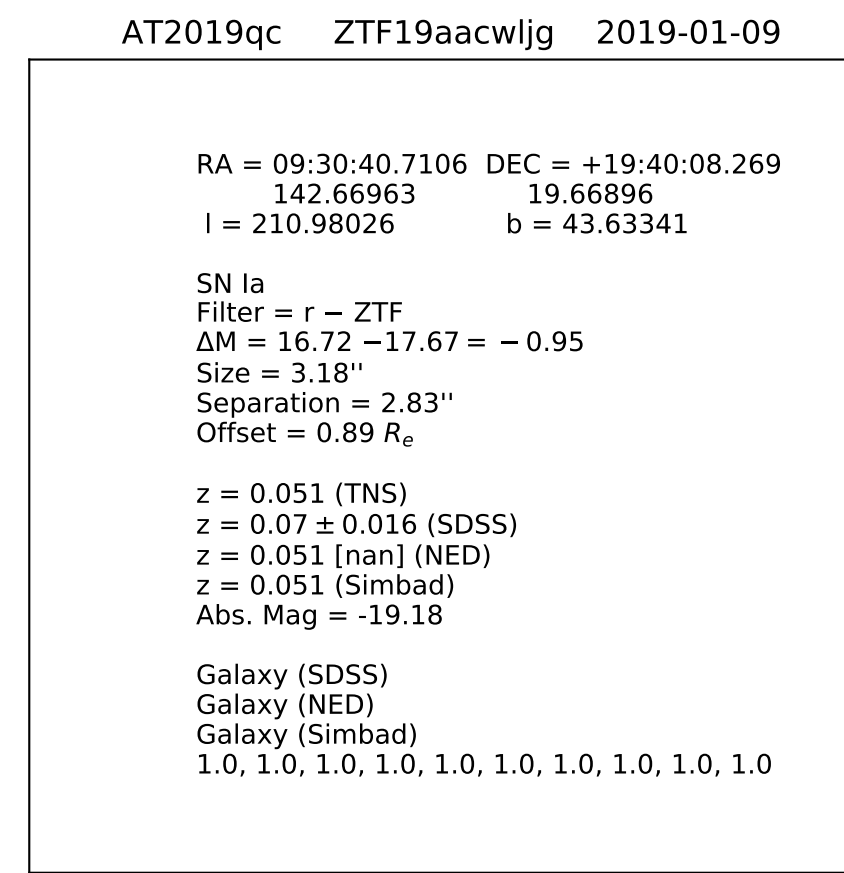 AT2019qc ZTF19aacwljg 2019-01-09
RA = 09:30:40.7106 DEC = +19:40:08.269
142.66963 19.66896
l = 210.98026 b = 43.63341
SN Ia
Filter = r − ZTF
ΔM = 16.72 −17.67 = − 0.95
Size = 3.18''
Separation = 2.83''
Offset = 0.89 Re
z = 0.051 (TNS)
z = 0.07 ± 0.016 (SDSS)
z = 0.051 [nan] (NED)
z = 0.051 (Simbad)
Abs. Mag = -19.18
Galaxy (SDSS)
Galaxy (NED)
Galaxy (Simbad)
1.0, 1.0, 1.0, 1.0, 1.0, 1.0, 1.0, 1.0, 1.0, 1.0